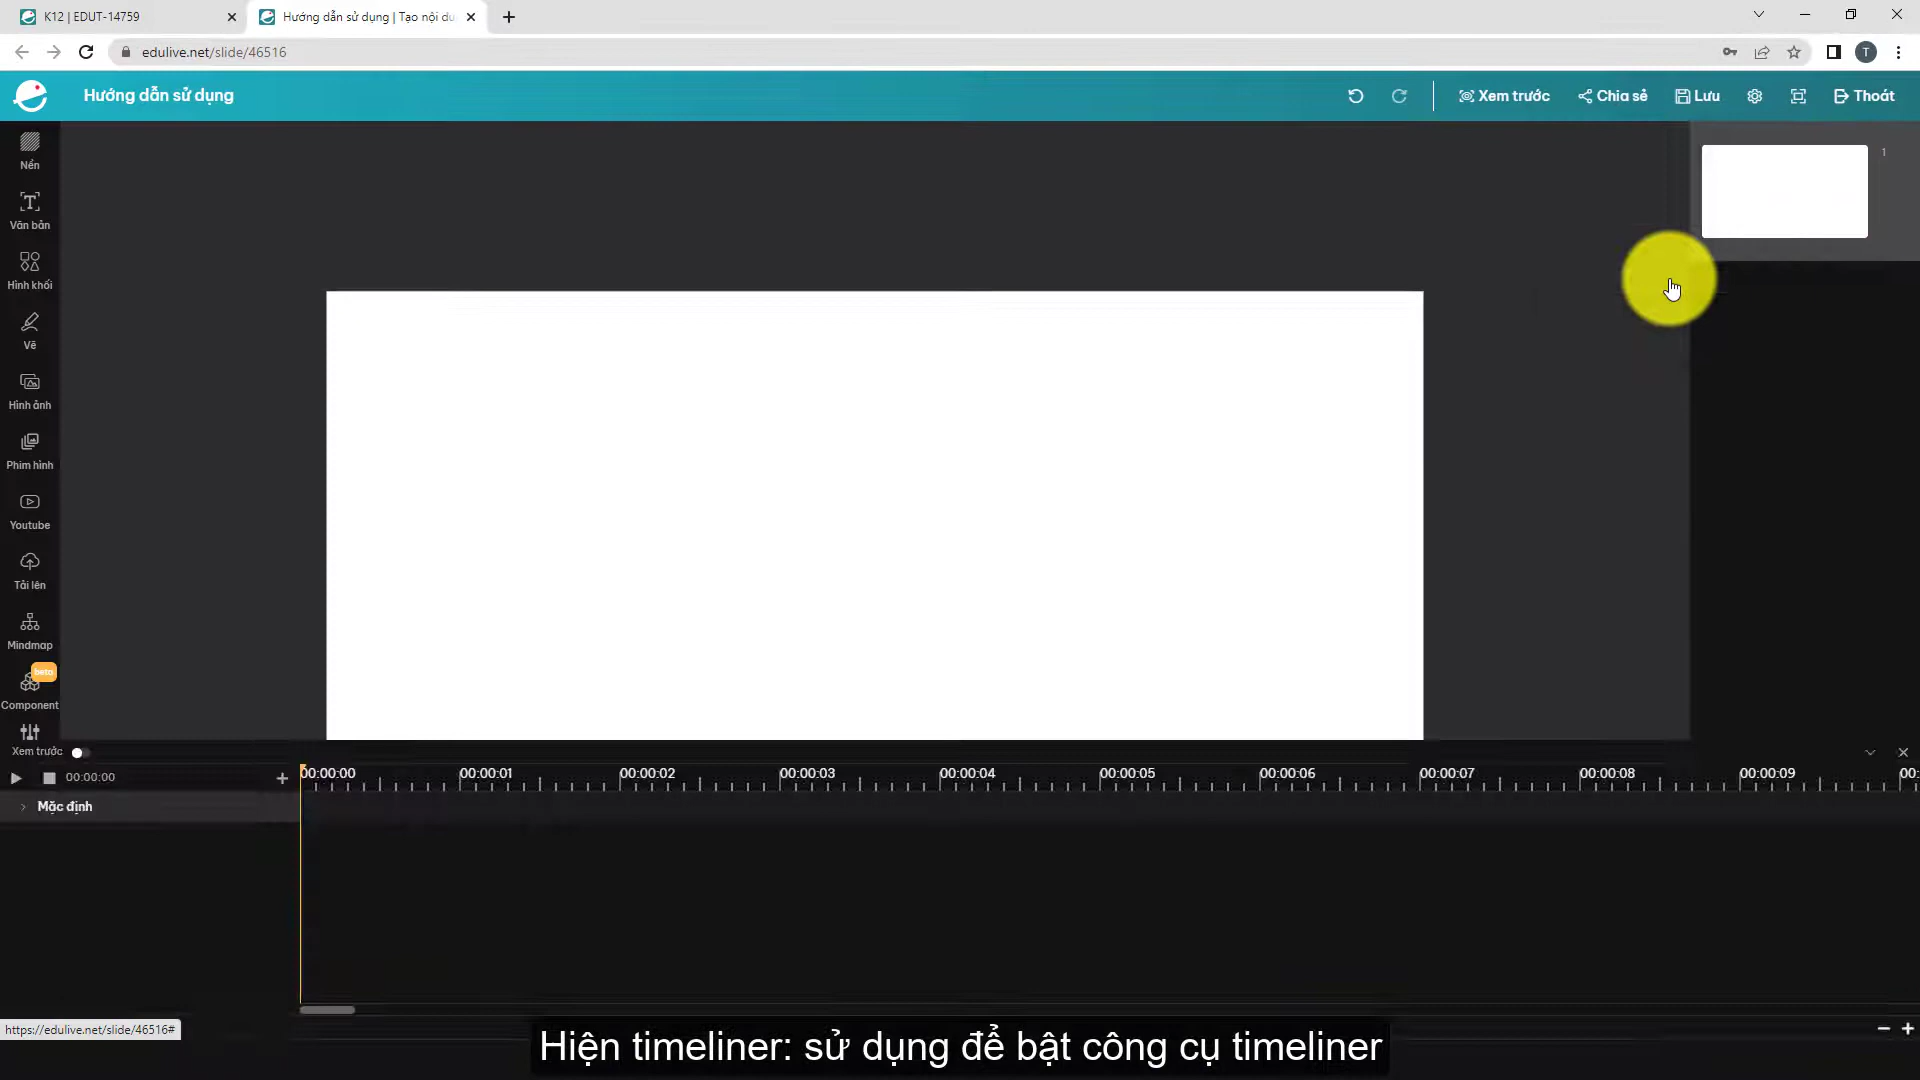 K12 | EDUT-14759
Hướng dẫn sử dụng | Tạo nội du
edulive.net/slide/46516
T
Hướng dẫn sử dụng
Xem trước
Chia sẻ
Lưu
Thoát
Nền
Văn bản
Hình khối
Vẽ
Hình ảnh
Phim hình
Youtube
Tải lên
Mindmap
beta
Component
1
Xem trước
00:00:00
00:00:00 00:00:01 00:00:02 00:00:03 00:00:04 00:00:05 00:00:06 00:00:07 00:00:08 00:00:09 00:
Mặc định
https://edulive.net/slide/46516#
Hiện timeliner: sử dụng để bật công cụ timeliner